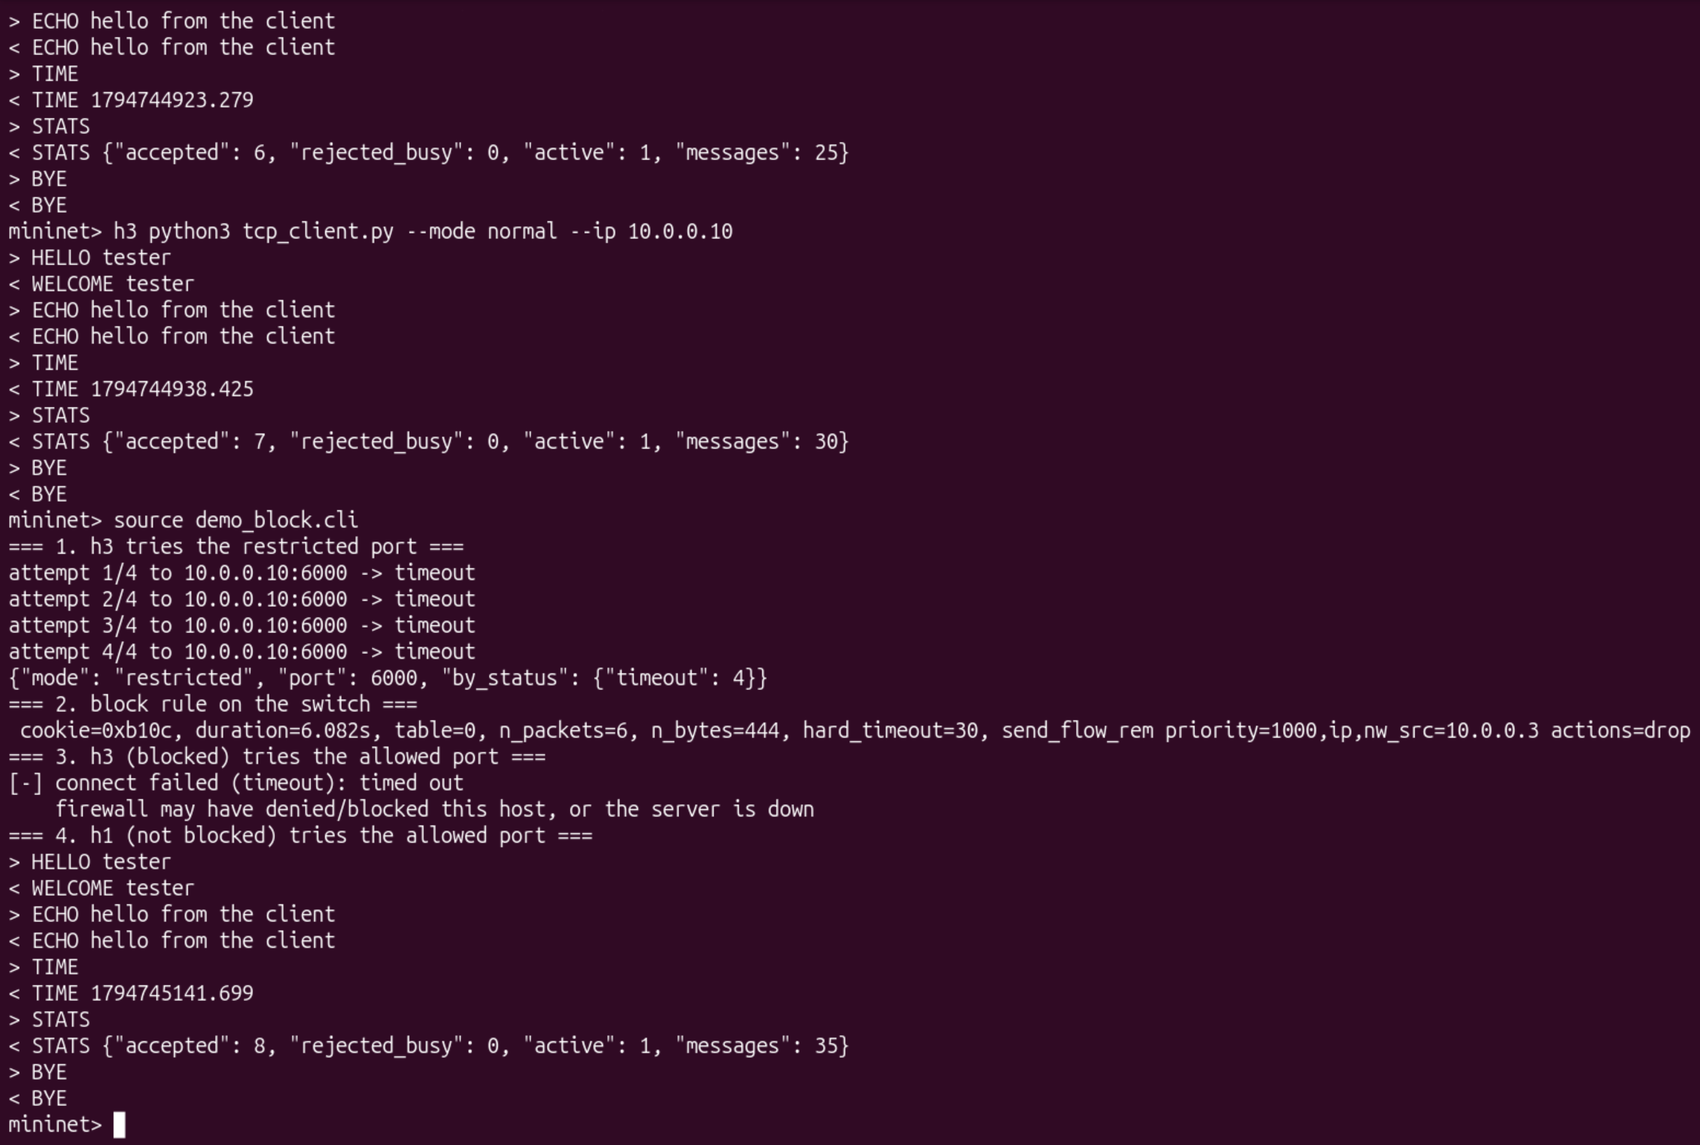 > ECHO hello from the client
< ECHO hello from the client
> TIME
< TIME 1794744923.279
> STATS
< STATS {"accepted": 6, "rejected_busy": 0, "active": 1, "messages": 25}
> BYE
< BYE
mininet> h3 python3 tcp_client.py --mode normal --ip 10.0.0.10
> HELLO tester
< WELCOME tester
> ECHO hello from the client
< ECHO hello from the client
> TIME
< TIME 1794744938.425
> STATS
< STATS {"accepted": 7, "rejected_busy": 0, "active": 1, "messages": 30}
> BYE
< BYE
mininet> source demo_block.cli
=== 1. h3 tries the restricted port ===
attempt 1/4 to 10.0.0.10:6000 -> timeout
attempt 2/4 to 10.0.0.10:6000 -> timeout
attempt 3/4 to 10.0.0.10:6000 -> timeout
attempt 4/4 to 10.0.0.10:6000 -> timeout
{"mode": "restricted", "port": 6000, "by_status": {"timeout": 4}}
=== 2. block rule on the switch ===
 cookie=0xb10c, duration=6.082s, table=0, n_packets=6, n_bytes=444, hard_timeout=30, send_flow_rem priority=1000,ip,nw_src=10.0.0.3 actions=drop
=== 3. h3 (blocked) tries the allowed port ===
[-] connect failed (timeout): timed out
    firewall may have denied/blocked this host, or the server is down
=== 4. h1 (not blocked) tries the allowed port ===
> HELLO tester
< WELCOME tester
> ECHO hello from the client
< ECHO hello from the client
> TIME
< TIME 1794745141.699
> STATS
< STATS {"accepted": 8, "rejected_busy": 0, "active": 1, "messages": 35}
> BYE
< BYE
mininet>